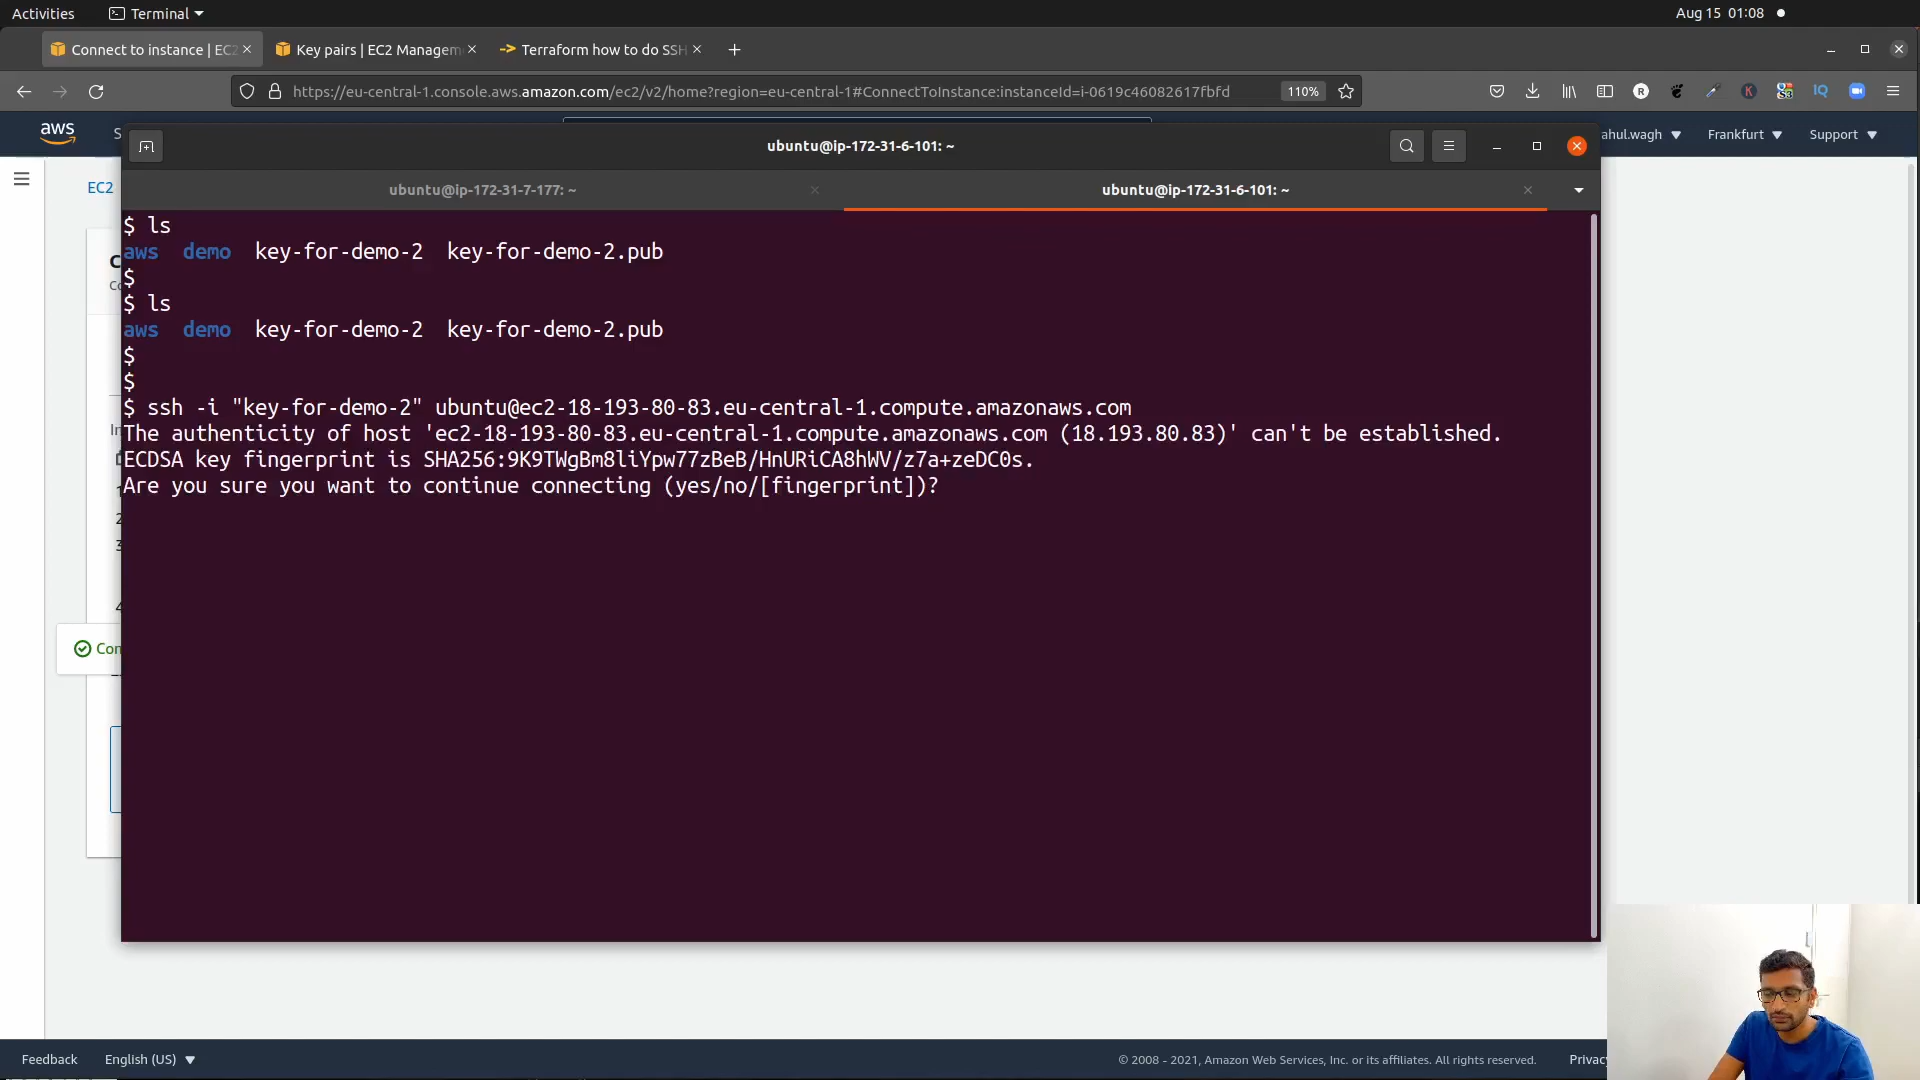 Activities Terminal Aug 15 01:08
Connect to instance | EC2 Key pairs | EC2 Managem Terraform how to do SSH
https://eu-central-1.console.aws.amazon.com/ec2/v2/home?region=eu-central-1#ConnectToInstance:instanceId=i-0619c46082617fbfd 110%
aws S ahul.wagh Frankfurt Support
ubuntu@ip-172-31-6-101: ~
EC2
ubuntu@ip-172-31-7-177: ~ ubuntu@ip-172-31-6-101: ~
$ ls
aws demo key-for-demo-2 key-for-demo-2.pub
$
$ ls
aws demo key-for-demo-2 key-for-demo-2.pub
$
$
$ ssh -i "key-for-demo-2" ubuntu@ec2-18-193-80-83.eu-central-1.compute.amazonaws.com
The authenticity of host 'ec2-18-193-80-83.eu-central-1.compute.amazonaws.com (18.193.80.83)' can't be established.
ECDSA key fingerprint is SHA256:9K9TWgBm8liYpw77zBeB/HnURiCA8hWV/z7a+zeDC0s.
Are you sure you want to continue connecting (yes/no/[fingerprint])?
Con
Feedback English (US) © 2008 - 2021, Amazon Web Services, Inc. or its affiliates. All rights reserved. Privac